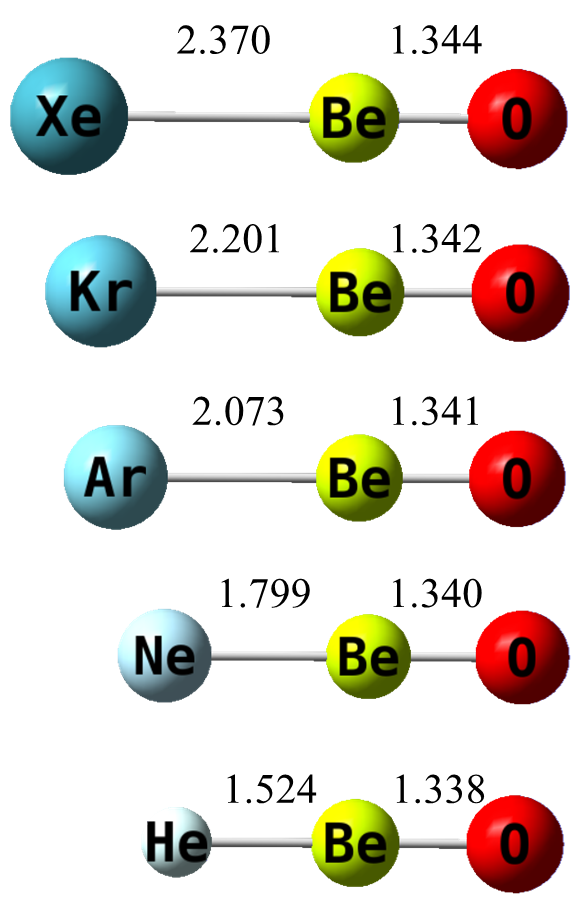 2.370 1.344
Xe Be O
2.201 1.342
Kr Be O
2.073 1.341
Ar Be O
1.799 1.340
Ne Be O
1.524 1.338
He Be O